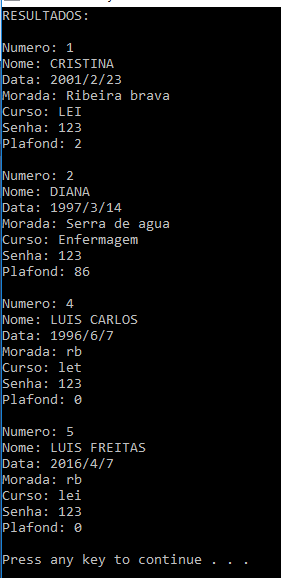 RESULTADOS:
Numero: 1
Nome: CRISTINA
Data: 2001/2/23
Morada: Ribeira brava
Curso: LEI
Senha: 123
Plafond: 2
Numero: 2
Nome: DIANA
Data: 1997/3/14
Morada: Serra de agua
Curso: Enfermagem
Senha: 123
Plafond: 86
Numero: 4
Nome: LUIS CARLOS
Data: 1996/6/7
Morada: rb
Curso: let
Senha: 123
Plafond: 0
Numero: 5
Nome: LUIS FREITAS
Data: 2016/4/7
Morada: rb
Curso: lei
Senha: 123
Plafond: 0
Press any key to continue . . .